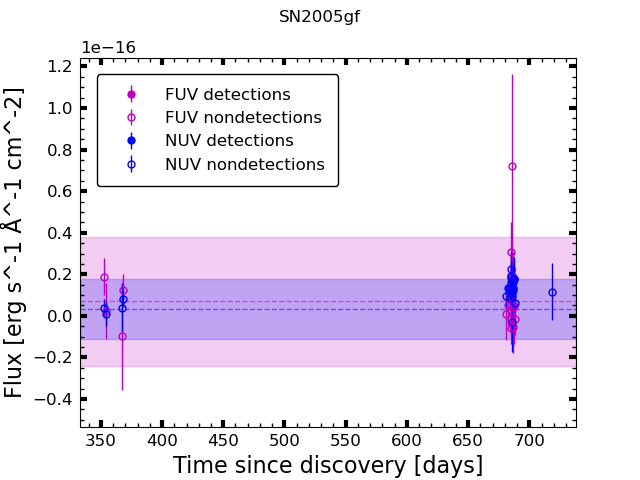 SN2005gf
1e−16
Flux [erg s^-1 Å^-1 cm^-2]
1.2
1.0
0.8
0.6
0.4
0.2
0.0
−0.2
−0.4
FUV detections
FUV nondetections
NUV detections
NUV nondetections
350 400 450 500 550 600 650 700
Time since discovery [days]